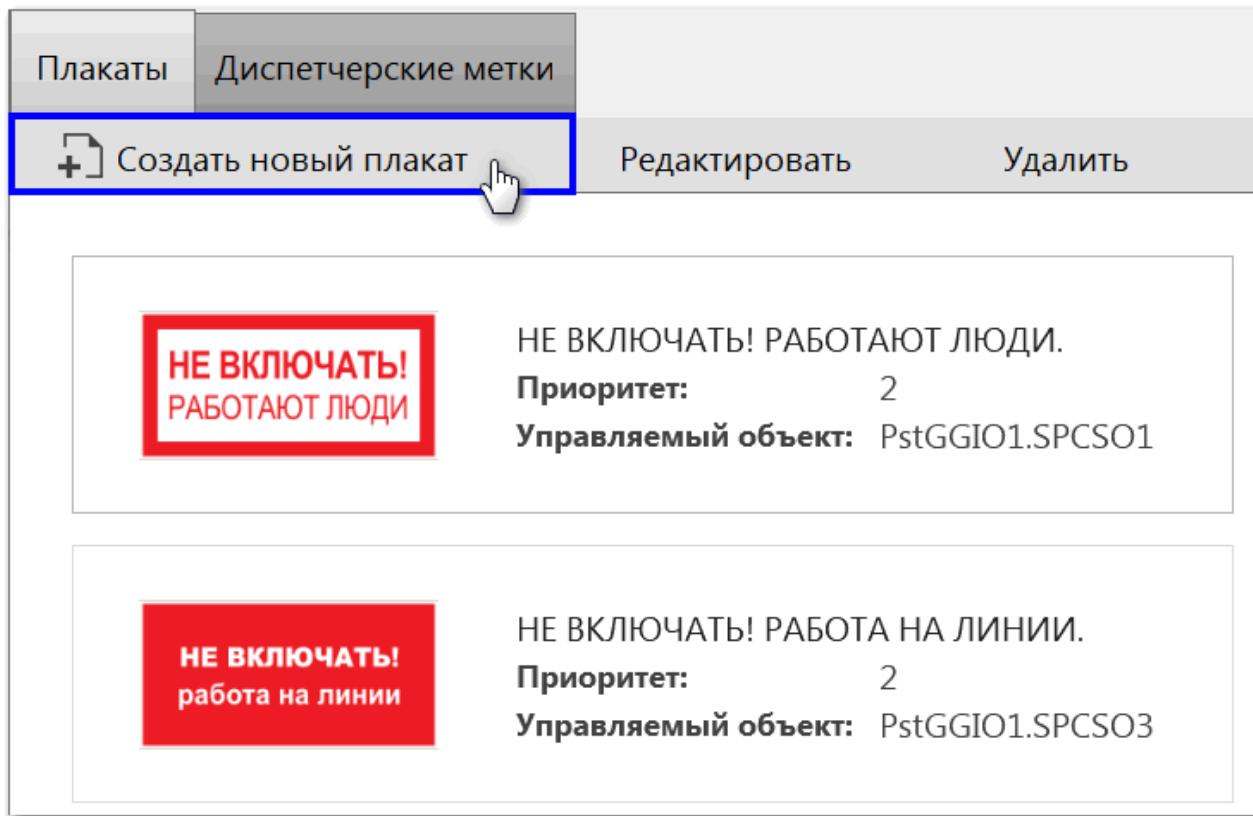 Плакаты Диспетчерские метки
Создать новый плакат Редактировать Удалить
НЕ ВКЛЮЧАТЬ!
РАБОТАЮТ ЛЮДИ
НЕ ВКЛЮЧАТЬ! РАБОТАЮТ ЛЮДИ.
Приоритет: 2
Управляемый объект: PstGGIO1.SPCSO1
НЕ ВКЛЮЧАТЬ!
работа на линии
НЕ ВКЛЮЧАТЬ! РАБОТА НА ЛИНИИ.
Приоритет: 2
Управляемый объект: PstGGIO1.SPCSO3